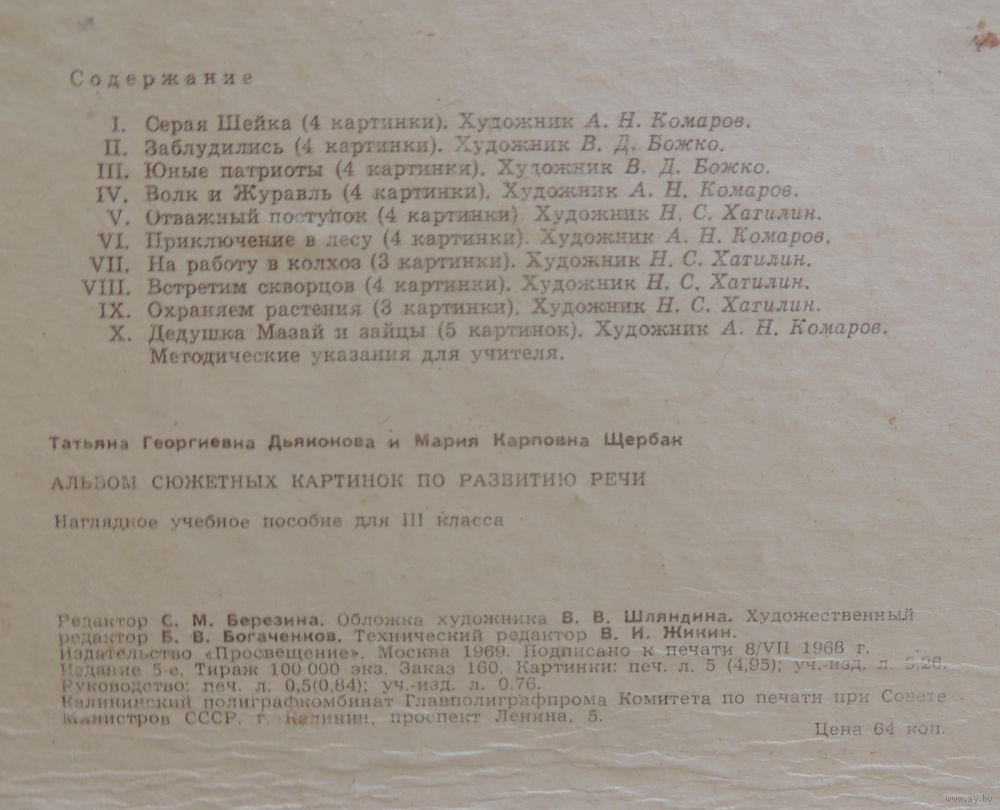 Содержание
I. Серая Шейка (4 картинки). Художник А. Н. Комаров.
II. Заблудились (4 картинки). Художник В. Д. Божко.
III. Юные патриоты (4 картинки). Художник В. Д. Божко.
IV. Волк и Журавль (4 картинки). Художник А. Н. Комаров.
V. Отважный поступок (4 картинки) Художник Н. С. Хатилин.
VI. Приключение в лесу (4 картинки). Художник А. Н. Комаров.
VII. На работу в колхоз (3 картинки). Художник Н. С. Хатилин.
VIII. Встретим скворцов (4 картинки). Художник Н. С. Хатилин.
IX. Охраняем растения (3 картинки). Художник Н. С. Хатилин.
X. Дедушка Мазай и зайцы (5 картинок). Художник А. Н. Комаров.
Методические указания для учителя.
Татьяна Георгиевна Дьяконова и Мария Карповна Щербак
АЛЬБОМ СЮЖЕТНЫХ КАРТИНОК ПО РАЗВИТИЮ РЕЧИ
Наглядное учебное пособие для III класса
Редактор С. М. Березина. Обложка художника В. В. Шляндина. Художественный
редактор Б. В. Богаченков. Технический редактор В. И. Жинин.
Издательство «Просвещение». Москва 1969. Подписано к печати 8/VII 1968 г.
Издание 5-е. Тираж 100 000 экз. Заказ 160. Картинки: печ. л. 5 (4,95); уч.-изд. л. 5.26.
Руководство: печ. л. 0,5(0,84); уч.-изд. л. 0.76.
Калининский полиграфкомбинат Главполиграфпрома Комитета по печати при Совете
Министров СССР. г. Калинин, проспект Ленина, 5.
Цена 64 коп.
www.ay.by